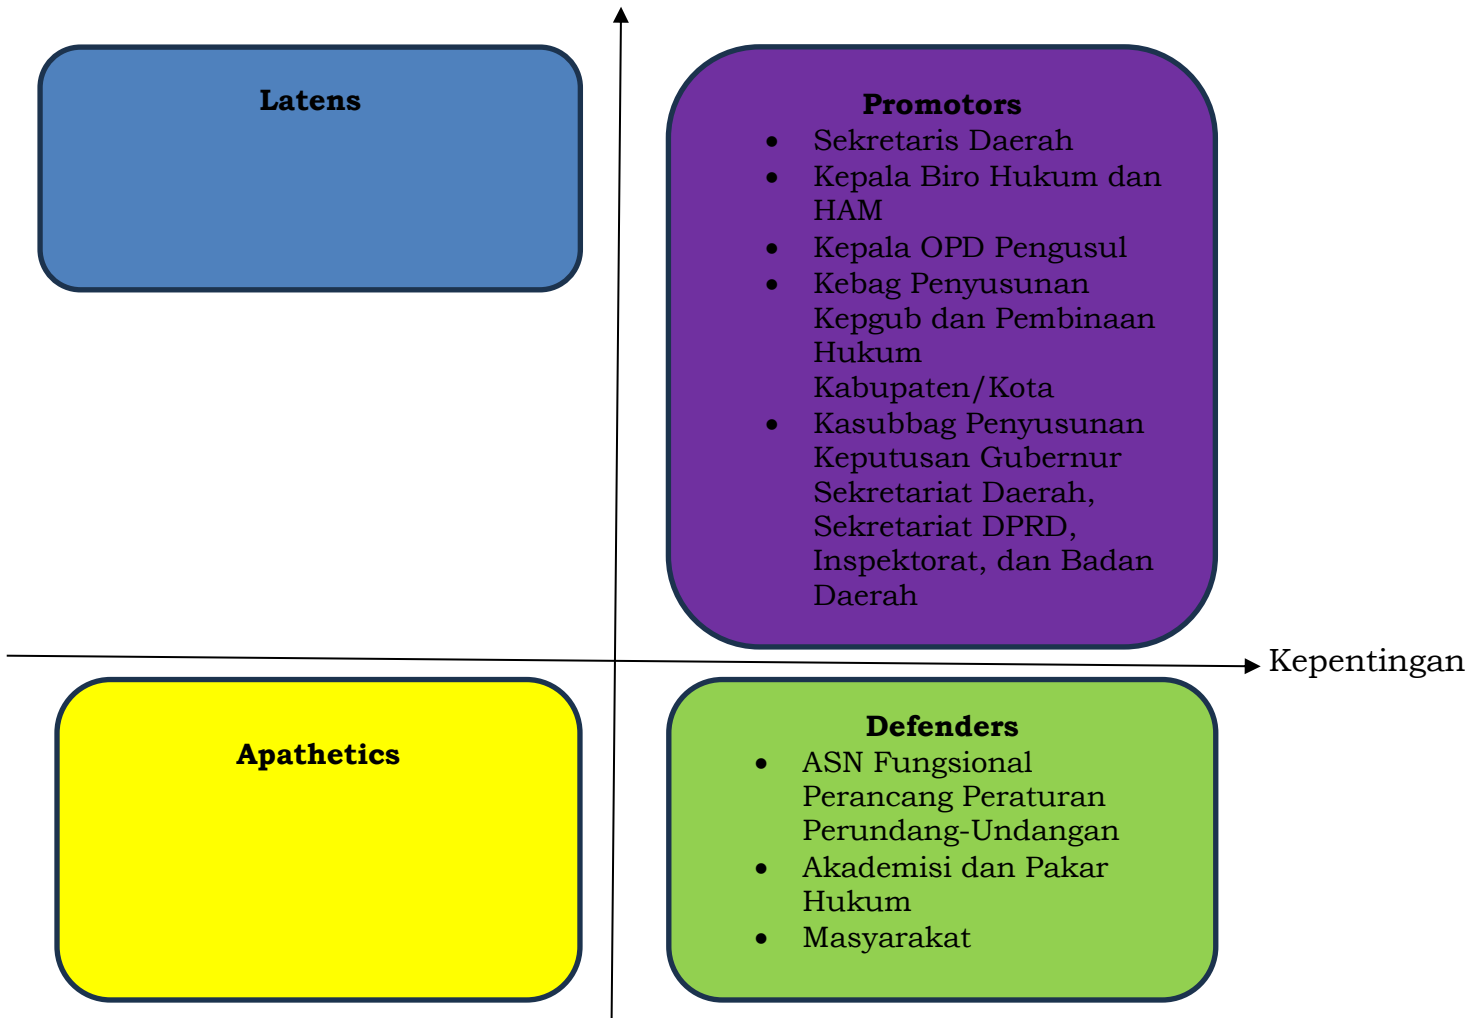 Latens
Promotors
• Sekretaris Daerah
• Kepala Biro Hukum dan
HAM
• Kepala OPD Pengusul
• Kebag Penyusunan
Kepgub dan Pembinaan
Hukum
Kabupaten/Kota
• Kasubbag Penyusunan
Keputusan Gubernur
Sekretariat Daerah,
Sekretariat DPRD,
Inspektorat, dan Badan
Daerah
Kepentingan
Apathetics
Defenders
• ASN Fungsional
Perancang Peraturan
Perundang-Undangan
• Akademisi dan Pakar
Hukum
• Masyarakat